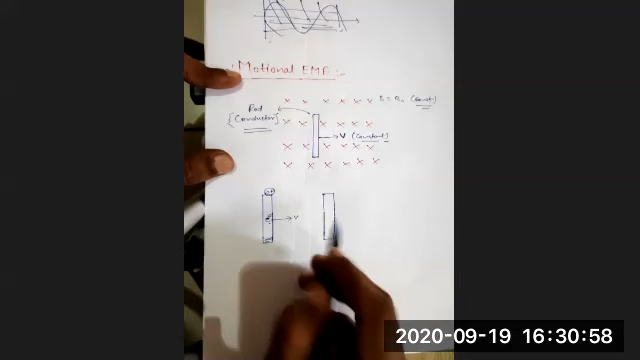 Motional EMF :-
B = B₀ (Const)
Rod
{Conductor}
V (Constant)
V
2020-09-19 16:30:58